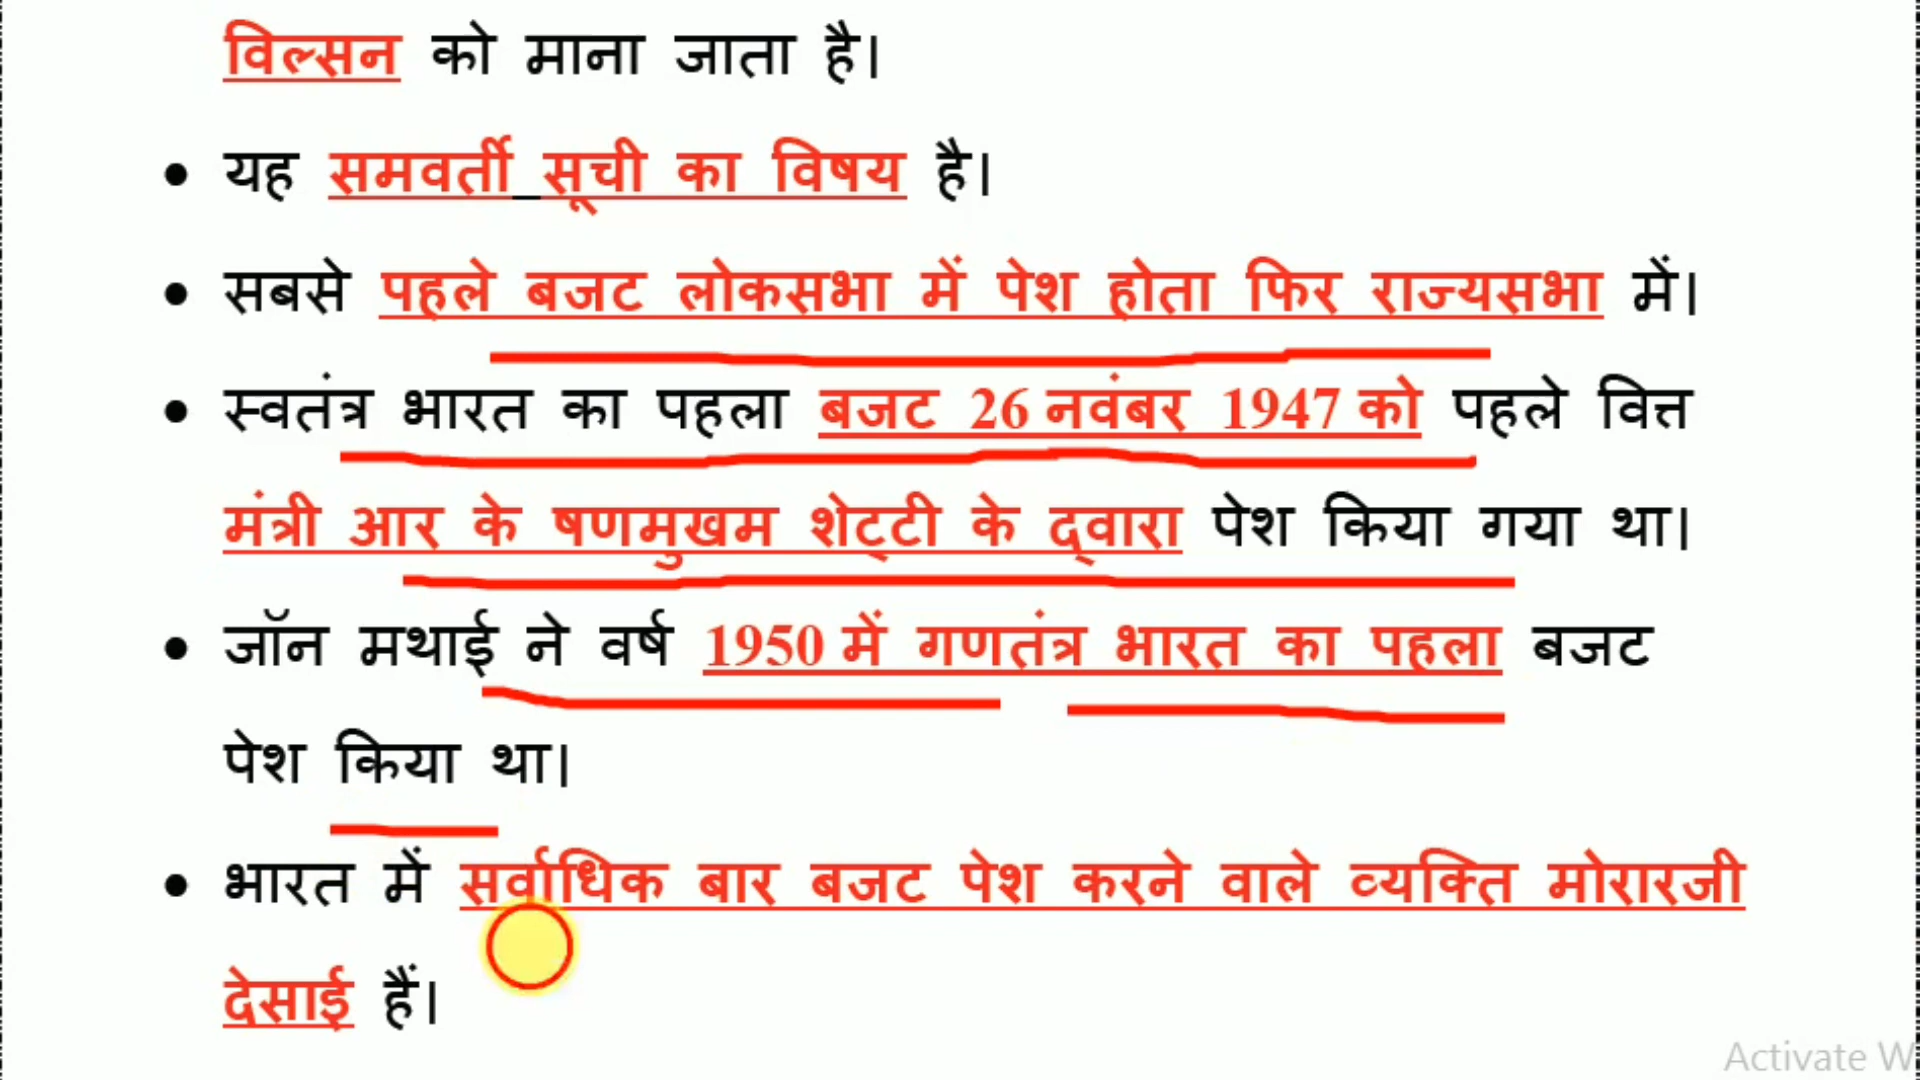 विल्सन को माना जाता है।
• यह समवर्ती सूची का विषय है।
• सबसे पहले बजट लोकसभा में पेश होता फिर राज्यसभा में।
• स्वतंत्र भारत का पहला बजट 26 नवंबर 1947 को पहले वित्त
मंत्री आर के षणमुखम शेट्टी के द्वारा पेश किया गया था।
• जॉन मथाई ने वर्ष 1950 में गणतंत्र भारत का पहला बजट
पेश किया था।
• भारत में सर्वाधिक बार बजट पेश करने वाले व्यक्ति मोरारजी
देसाई हैं।
Activate W